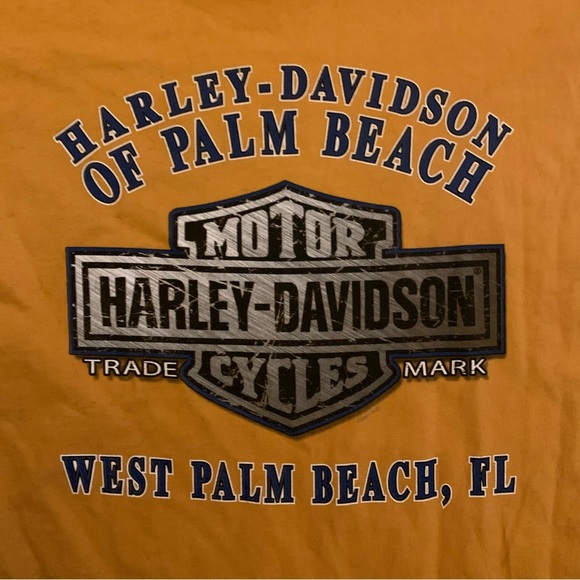 HARLEY-DAVIDSON
OF PALM BEACH
MOTOR
HARLEY-DAVIDSON®
CYCLES
TRADE MARK
WEST PALM BEACH, FL